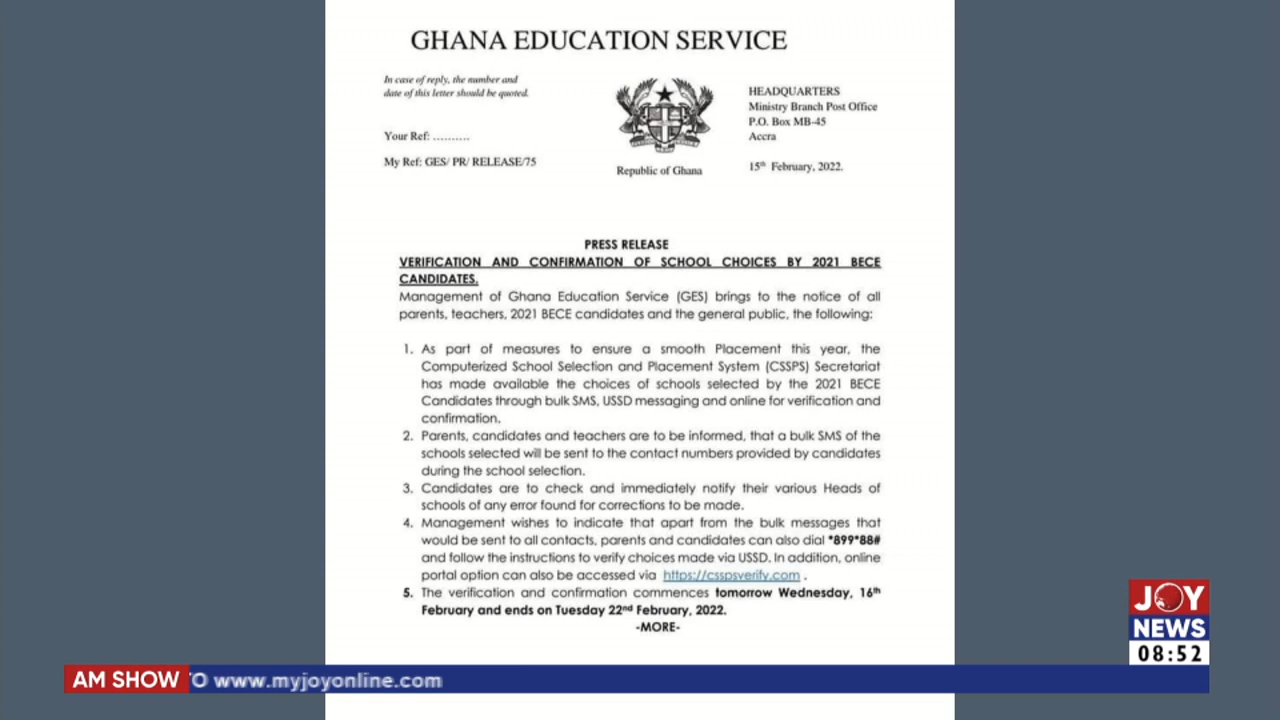 GHANA EDUCATION SERVICE
In case of reply, the number and
date of this letter should be quoted.
Your Ref: ..........
My Ref: GES/ PR/ RELEASE/75
Republic of Ghana
HEADQUARTERS
Ministry Branch Post Office
P.O. Box MB-45
Accra
15th February, 2022.
PRESS RELEASE
VERIFICATION AND CONFIRMATION OF SCHOOL CHOICES BY 2021 BECE
CANDIDATES.
Management of Ghana Education Service (GES) brings to the notice of all
parents, teachers, 2021 BECE candidates and the general public, the following:
1. As part of measures to ensure a smooth Placement this year, the
Computerized School Selection and Placement System (CSSPS) Secretariat
has made available the choices of schools selected by the 2021 BECE
Candidates through bulk SMS, USSD messaging and online for verification and
confirmation.
2. Parents, candidates and teachers are to be informed, that a bulk SMS of the
schools selected will be sent to the contact numbers provided by candidates
during the school selection.
3. Candidates are to check and immediately notify their various Heads of
schools of any error found for corrections to be made.
4. Management wishes to indicate that apart from the bulk messages that
would be sent to all contacts, parents and candidates can also dial *899*88#
and follow the instructions to verify choices made via USSD. In addition, online
portal option can also be accessed via https://csspsverify.com .
5. The verification and confirmation commences tomorrow Wednesday, 16th
February and ends on Tuesday 22nd February, 2022.
-MORE-
JOY
NEWS
08:52
AM SHOW TO www.myjoyonline.com